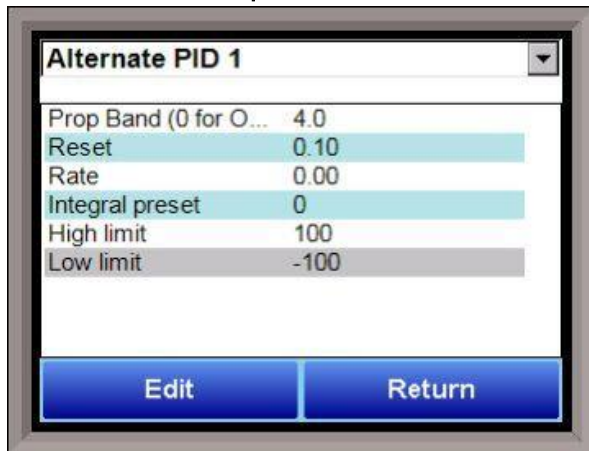 Alternate PID 1
Prop Band (0 for O... 4.0
Reset 0.10
Rate 0.00
Integral preset 0
High limit 100
Low limit -100
Edit Return